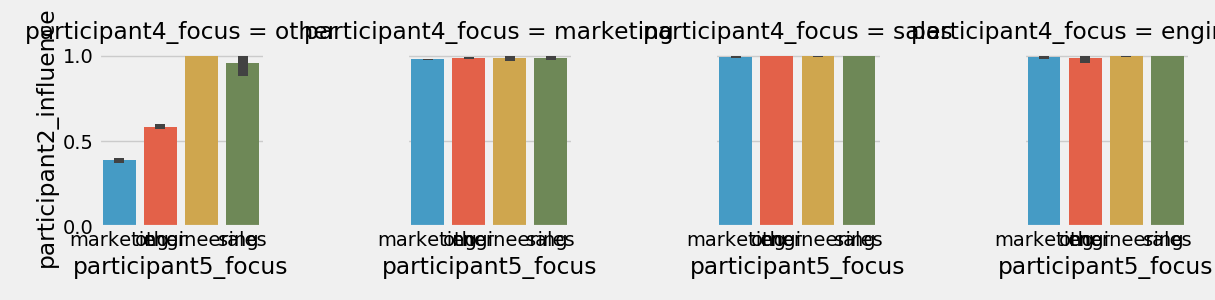 participant4_focus = other participant4_focus = marketing participant4_focus = sales participant4_focus = engin
participant2_influence
1.0
0.5
0.0
marketing other engineering sales marketing other engineering sales marketing other engineering sales marketing other engineering sales
participant5_focus participant5_focus participant5_focus participant5_focus